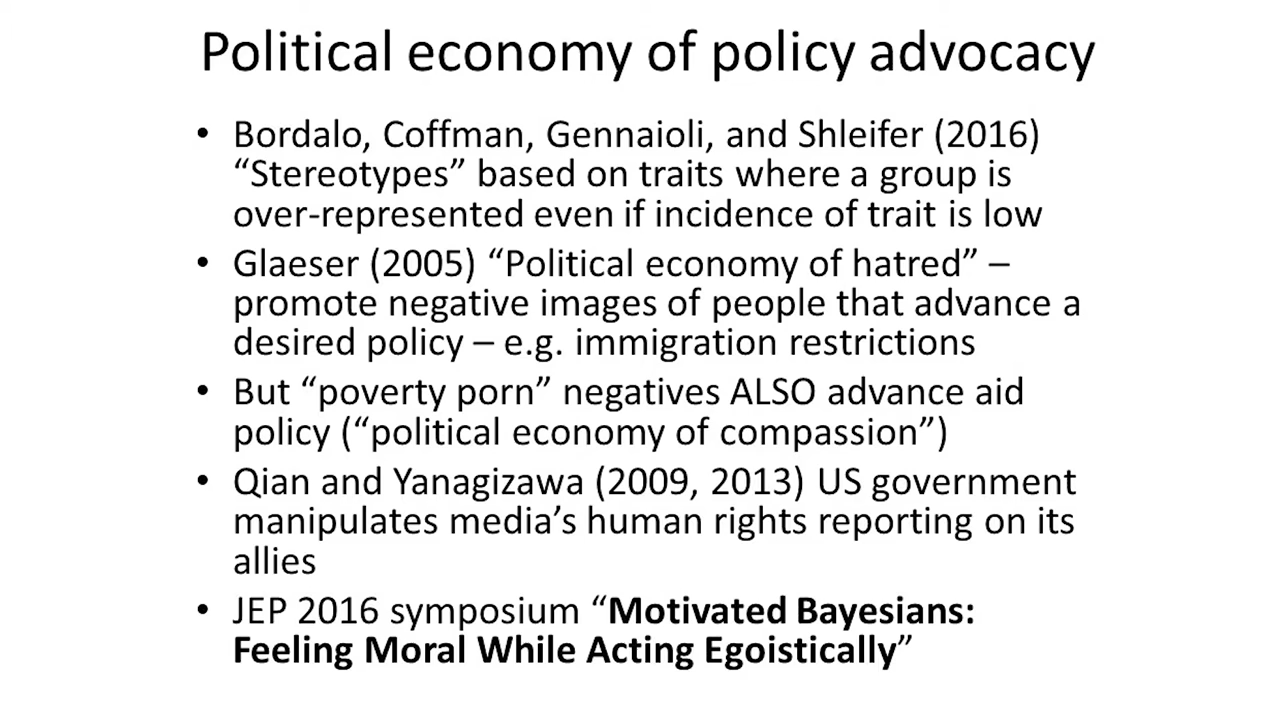 Political economy of policy advocacy
• Bordalo, Coffman, Gennaioli, and Shleifer (2016)
“Stereotypes” based on traits where a group is
over-represented even if incidence of trait is low
• Glaeser (2005) “Political economy of hatred” –
promote negative images of people that advance a
desired policy – e.g. immigration restrictions
• But “poverty porn” negatives ALSO advance aid
policy (“political economy of compassion”)
• Qian and Yanagizawa (2009, 2013) US government
manipulates media’s human rights reporting on its
allies
• JEP 2016 symposium “Motivated Bayesians:
Feeling Moral While Acting Egoistically”